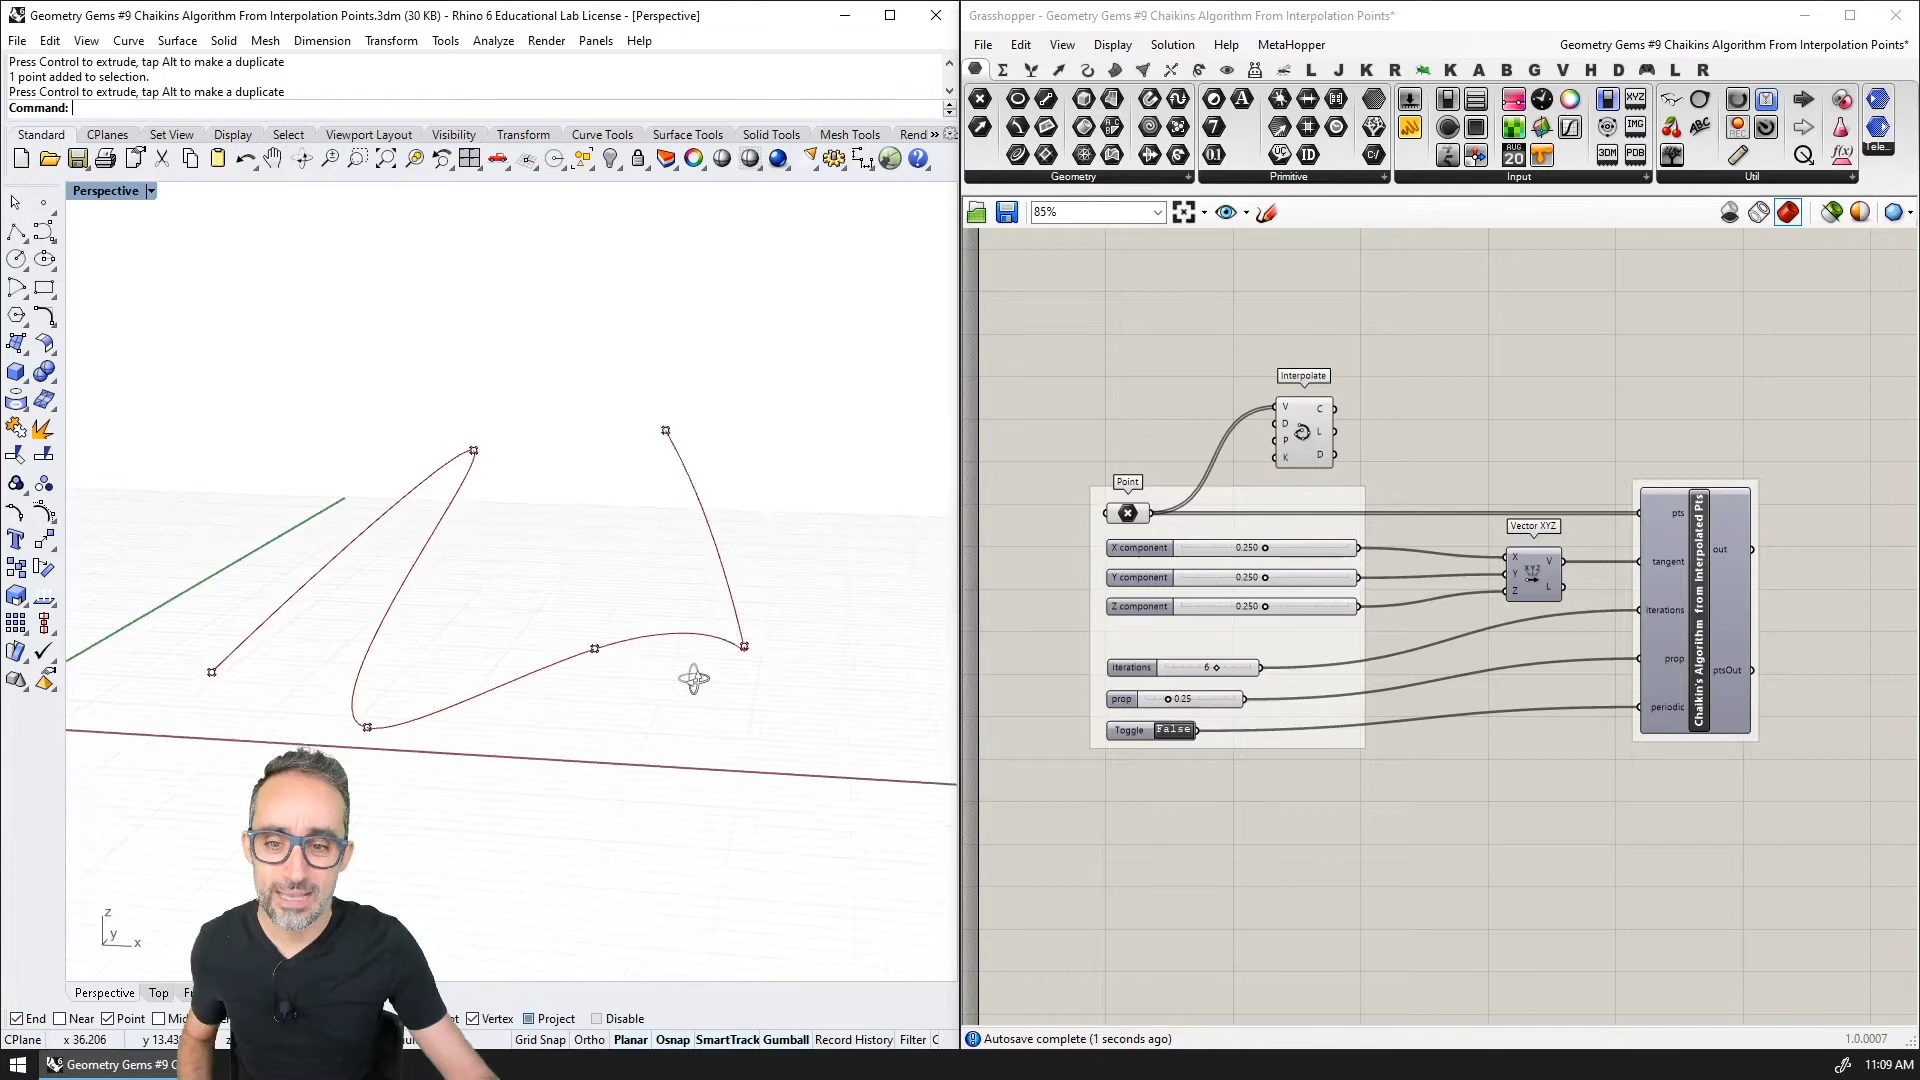 Geometry Gems #9 Chaikins Algorithm From Interpolation Points.3dm (30 KB) - Rhino 6 Educational Lab License - [Perspective]
File Edit View Curve Surface Solid Mesh Dimension Transform Tools Analyze Render Panels Help
Press Control to extrude, tap Alt to make a duplicate
1 point added to selection.
Press Control to extrude, tap Alt to make a duplicate
Command:
Standard CPlanes Set View Display Select Viewport Layout Visibility Transform Curve Tools Surface Tools Solid Tools Mesh Tools Rend »
Perspective
z
y
x
Perspective Top Fr
End Near Point Mi nt Vertex Project Disable
CPlane x 36.206 y 13.43 z Grid Snap Ortho Planar Osnap SmartTrack Gumball Record History Filter C
Grasshopper - Geometry Gems #9 Chaikins Algorithm From Interpolation Points*
File Edit View Display Solution Help MetaHopper Geometry Gems #9 Chaikins Algorithm From Interpolation Points*
L J K R K A B G V H D L R
Geometry Primitive Input Util
Tele...
85%
Interpolate
V C
D L
P
K D
Point
X component 0.250
Y component 0.250
Z component 0.250
Iterations 6
prop 0.25
Toggle False
Vector XYZ
X V
Y XYZ
Z L
pts
tangent
iterations
prop
periodic
Chaikin's Algorithm from Interpolated Pts
out
ptsOut
Autosave complete (1 seconds ago) 1.0.0007
Geometry Gems #9 C
11:09 AM